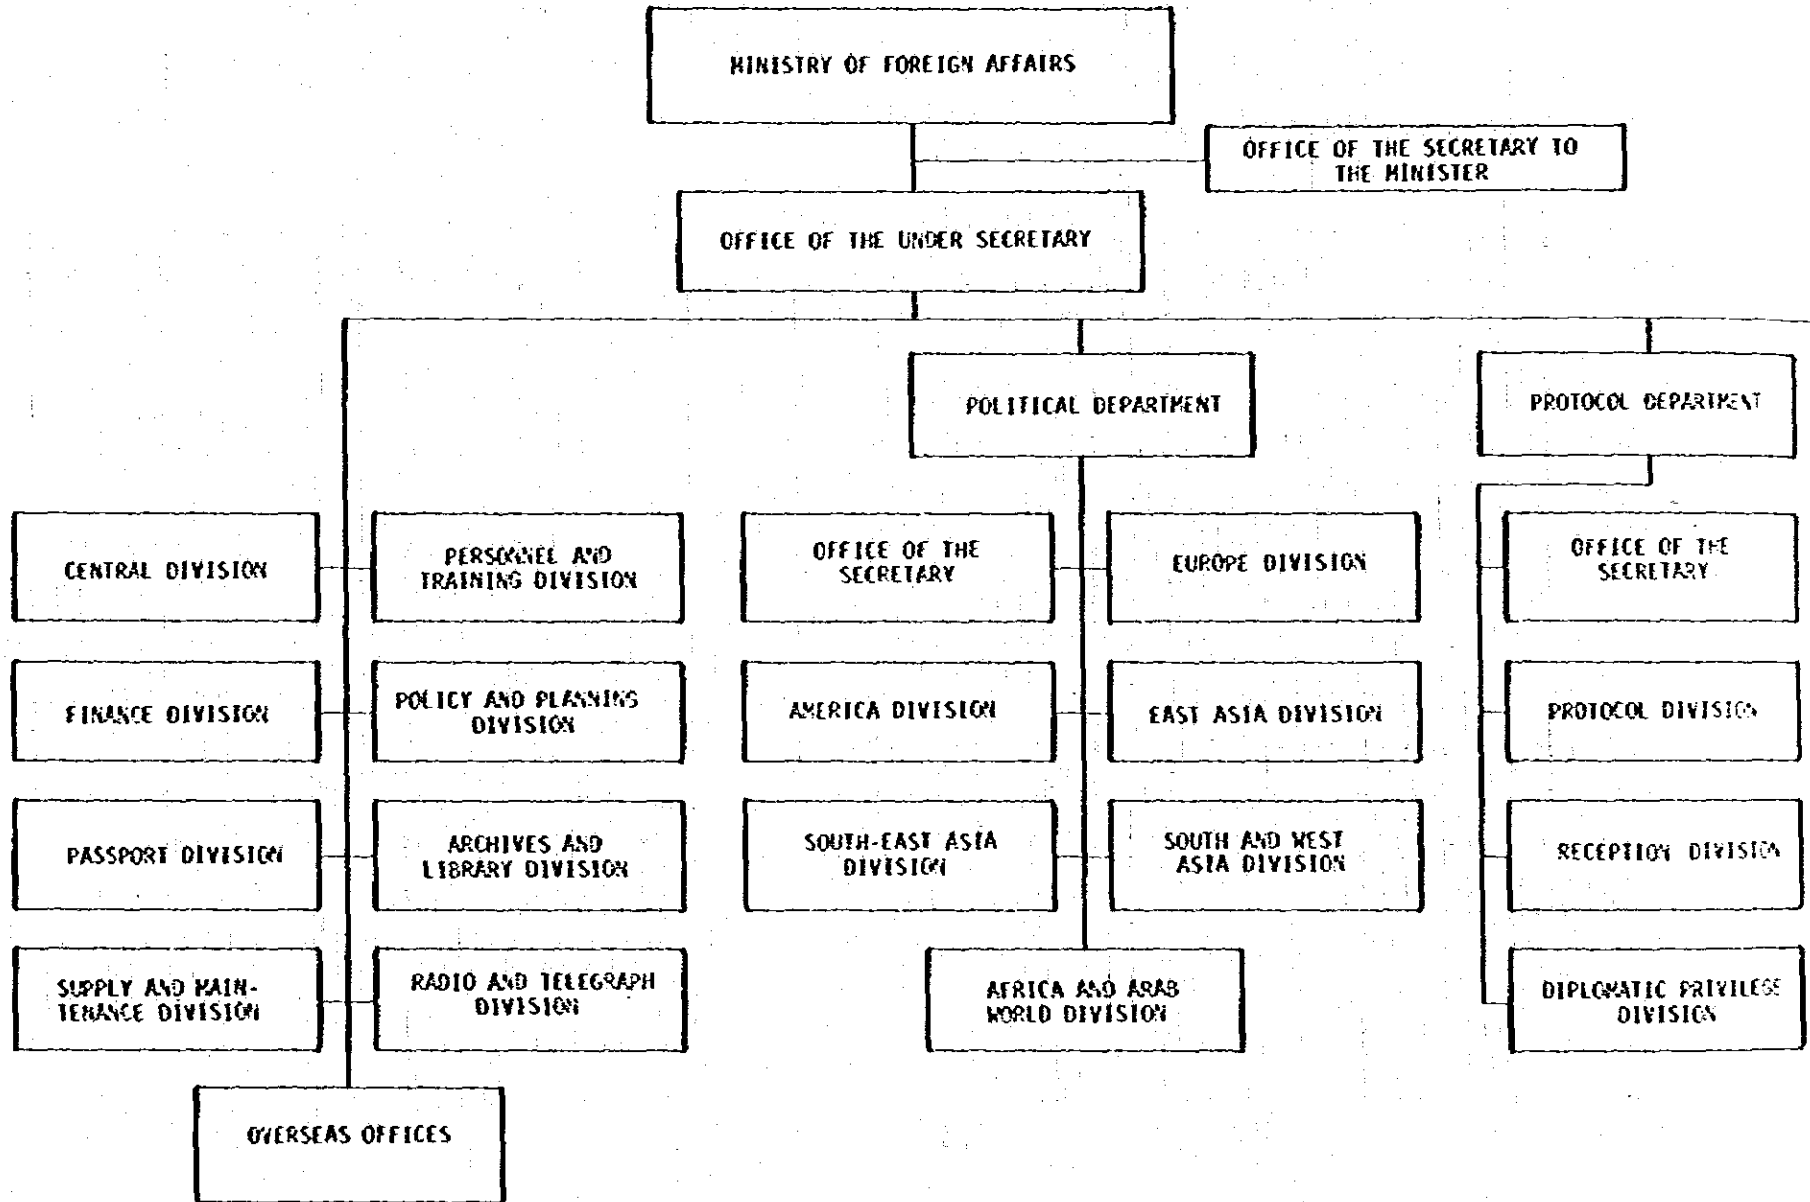 MINISTRY OF FOREIGN AFFAIRS
OFFICE OF THE SECRETARY TO
THE MINISTER
OFFICE OF THE UNDER SECRETARY
POLITICAL DEPARTMENT
PROTOCOL DEPARTMENT
CENTRAL DIVISION
PERSONNEL AND
TRAINING DIVISION
OFFICE OF THE
SECRETARY
EUROPE DIVISION
OFFICE OF THE
SECRETARY
FINANCE DIVISION
POLICY AND PLANNING
DIVISION
AMERICA DIVISION
EAST ASIA DIVISION
PROTOCOL DIVISION
PASSPORT DIVISION
ARCHIVES AND
LIBRARY DIVISION
SOUTH-EAST ASIA
DIVISION
SOUTH AND WEST
ASIA DIVISION
RECEPTION DIVISION
SUPPLY AND MAIN-
TENANCE DIVISION
RADIO AND TELEGRAPH
DIVISION
AFRICA AND ARAB
WORLD DIVISION
DIPLOMATIC PRIVILEGE
DIVISION
OVERSEAS OFFICES